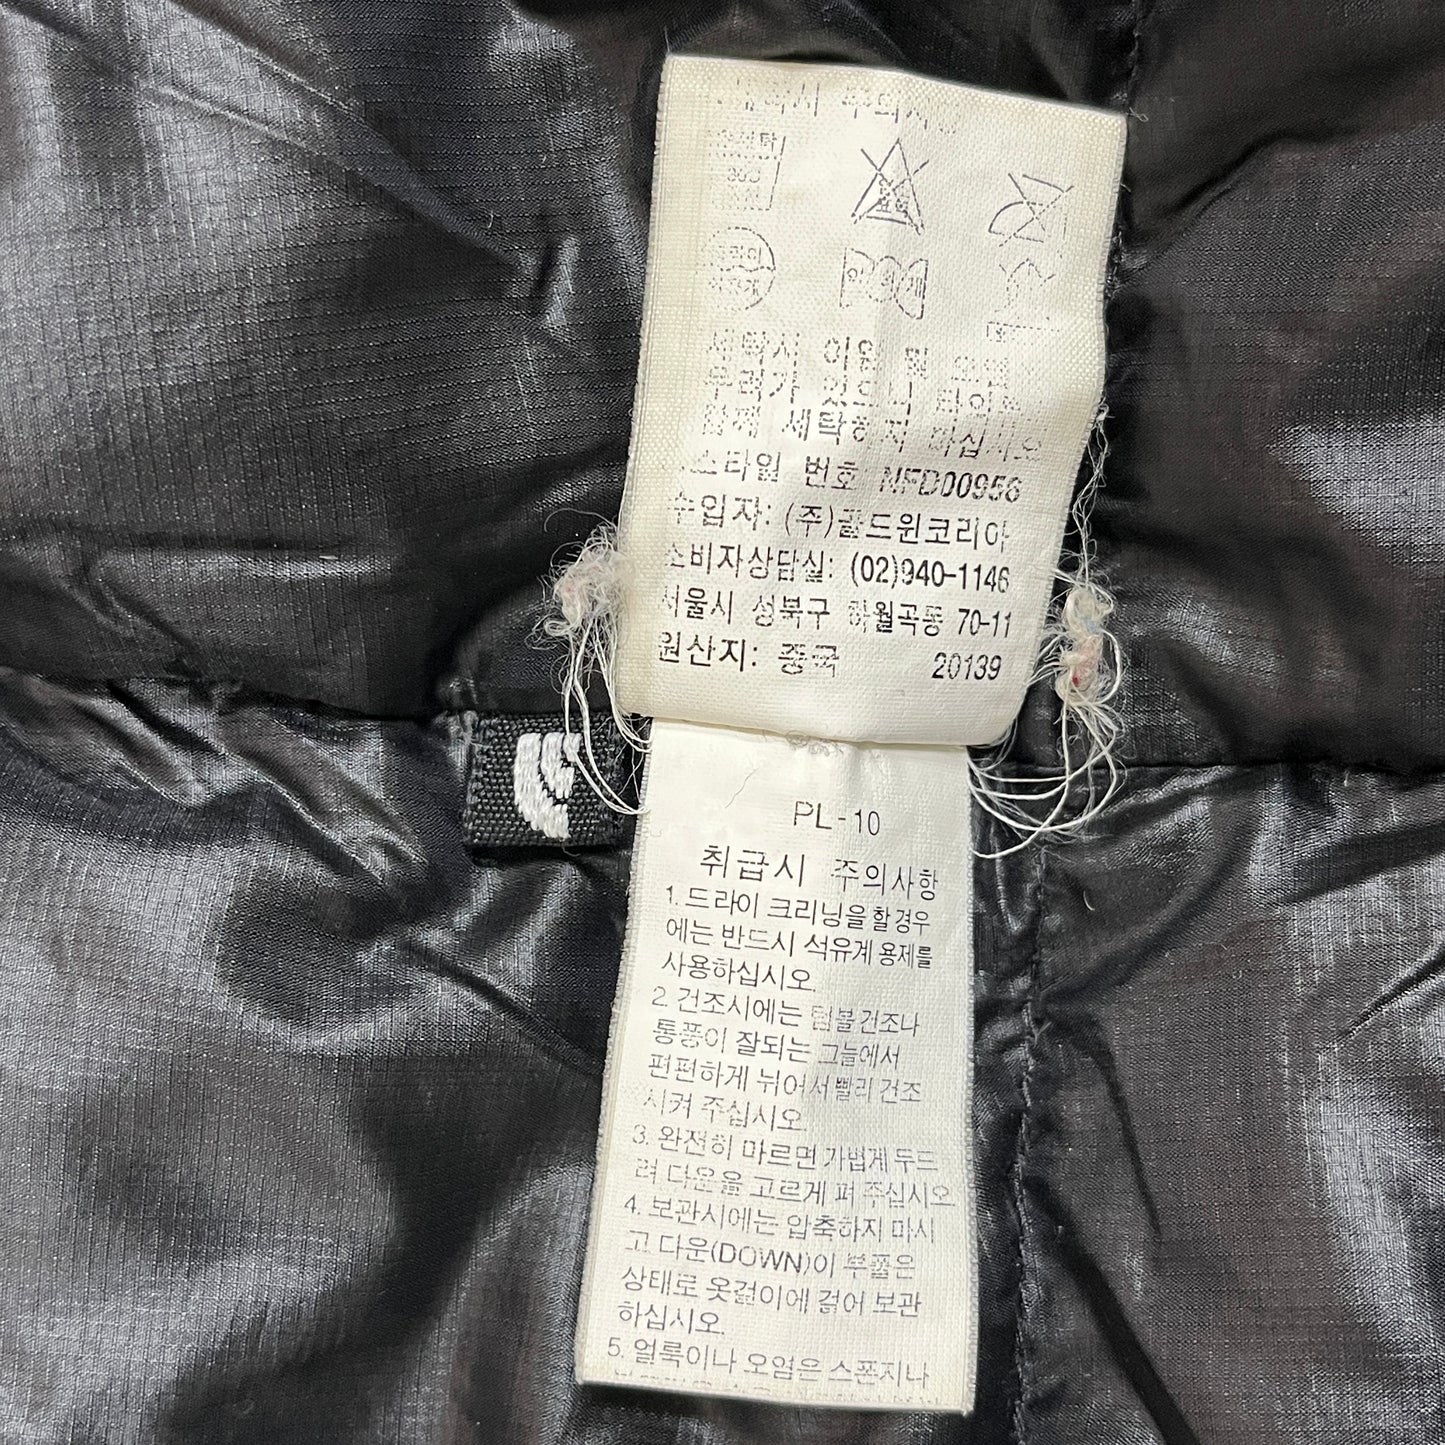 세탁시 주의사항
세탁시 이염 및 오염
우려가 있으니 타의류와
함께 세탁하지 마십시오
스타일 번호 NFD00956
수입자: (주)골드윈코리아
소비자상담실: (02)940-1146
서울시 성북구 하월곡동 70-11
원산지: 중국 20139
PL-10
취급시 주의사항
1. 드라이 크리닝을 할 경우
에는 반드시 석유계 용제를
사용하십시오.
2. 건조시에는 텀블건조나
통풍이 잘되는 그늘에서
편편하게 뉘어서 빨리 건조
시켜 주십시오.
3. 완전히 마르면 가볍게 두드
려 다운을 고르게 펴 주십시오
4. 보관시에는 압축하지 마시
고 다운(DOWN)이 부풀은
상태로 옷걸이에 걸어 보관
하십시오.
5. 얼룩이나 오염은 스폰지나